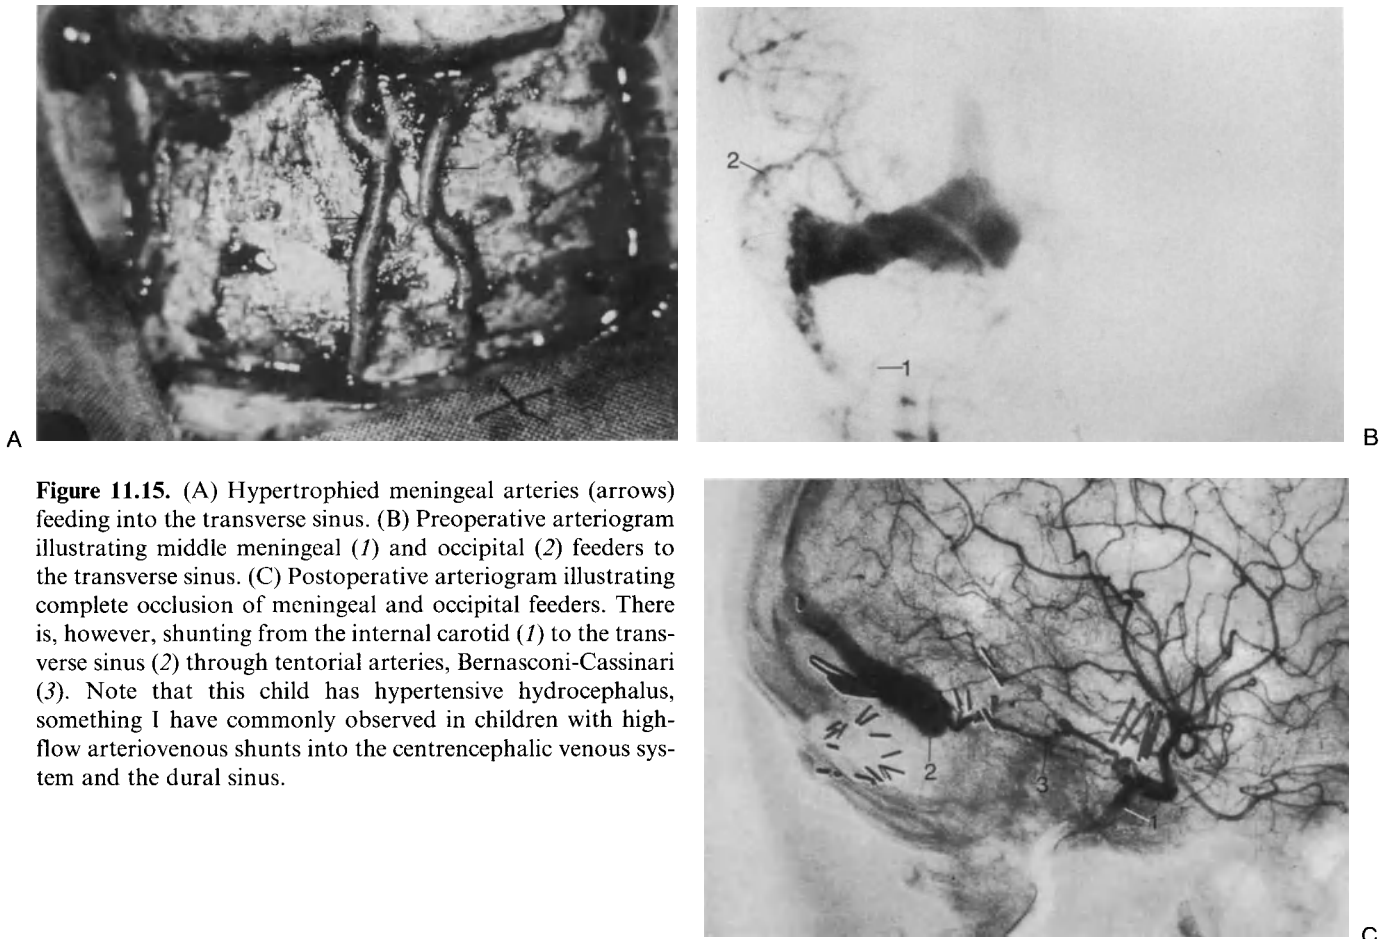 2
1
A
B
Figure 11.15. (A) Hypertrophied meningeal arteries (arrows)
feeding into the transverse sinus. (B) Preoperative arteriogram
illustrating middle meningeal (1) and occipital (2) feeders to
the transverse sinus. (C) Postoperative arteriogram illustrating
complete occlusion of meningeal and occipital feeders. There
is, however, shunting from the internal carotid (1) to the trans-
verse sinus (2) through tentorial arteries, Bernasconi-Cassinari
(3). Note that this child has hypertensive hydrocephalus,
something I have commonly observed in children with high-
flow arteriovenous shunts into the centrencephalic venous sys-
tem and the dural sinus.
2
3
1
C